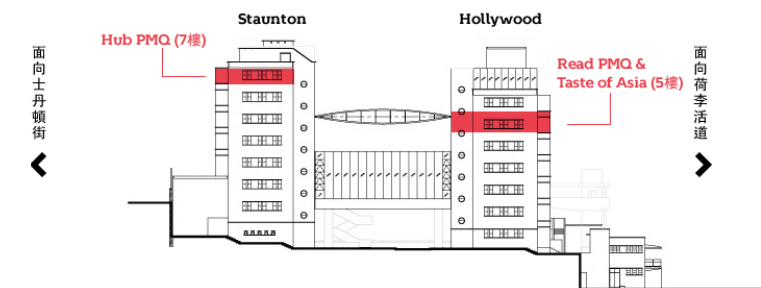 Staunton
Hollywood
Hub PMQ (7樓)
Read PMQ &
Taste of Asia (5樓)
面向士丹頓街
面向荷李活道